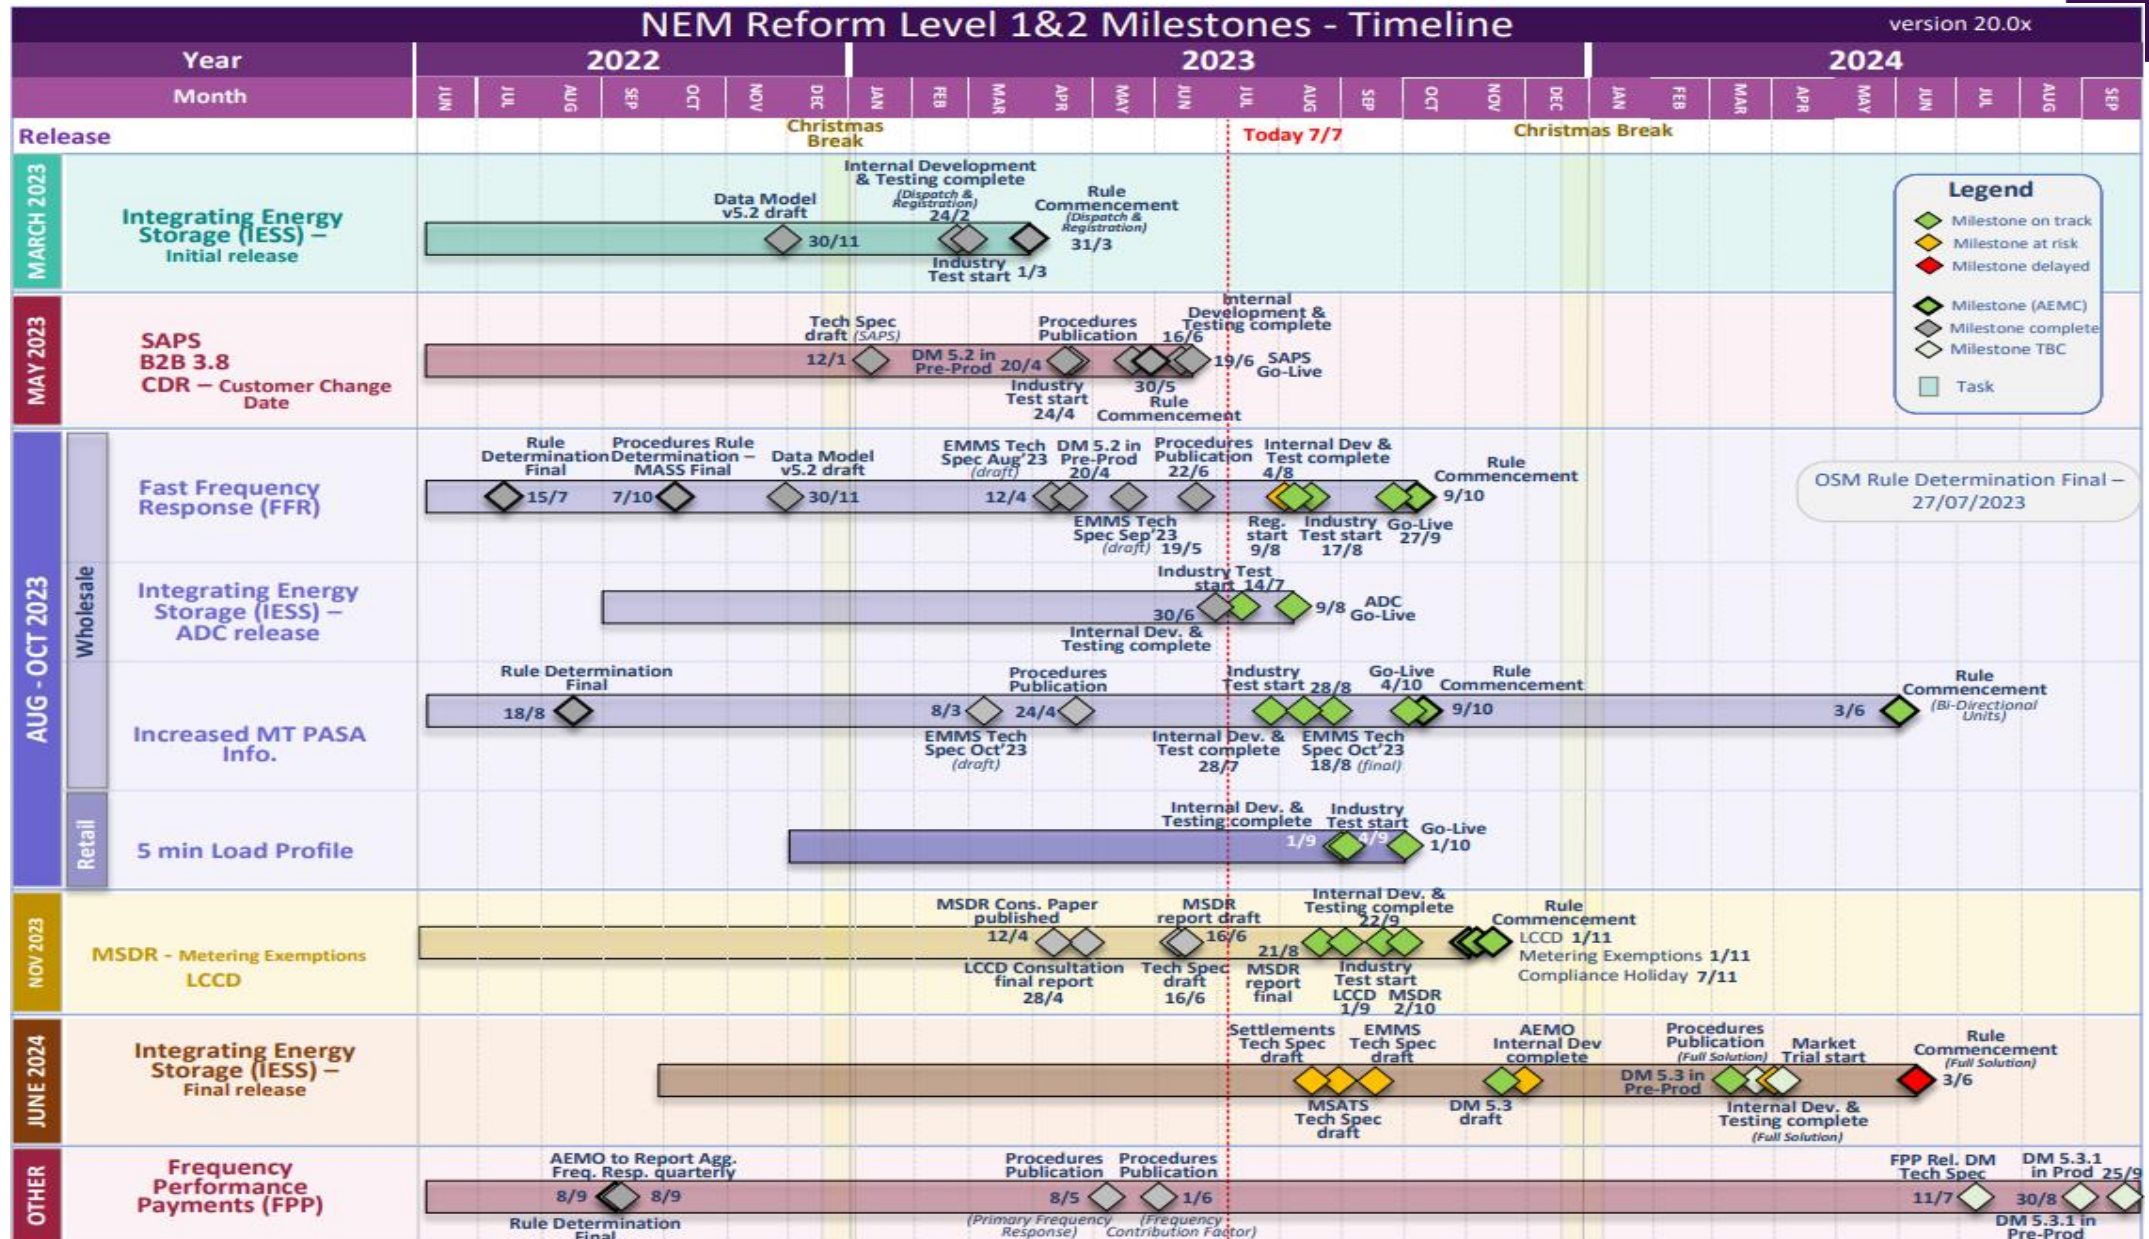 NEM Reform Level 1&2 Milestones - Timeline
version 20.0x
Year
2022
2023
2024
Month
JUN
JUL
AUG
SEP
OCT
NOV
DEC
JAN
FEB
MAR
APR
MAY
JUN
JUL
AUG
SEP
OCT
NOV
DEC
JAN
FEB
MAR
APR
MAY
JUN
JUL
AUG
SEP
Release
Christmas
Break
Today 7/7
Christmas Break
MARCH 2023
Integrating Energy
Storage (IESS) –
Initial release
Data Model
v5.2 draft
30/11
Internal Development
& Testing complete
(Dispatch &
Registration)
24/2
Industry
Test start 1/3
Rule
Commencement
(Dispatch &
Registration)
31/3
Legend
Milestone on track
Milestone at risk
Milestone delayed
Milestone (AEMC)
Milestone complete
Milestone TBC
Task
MAY 2023
SAPS
B2B 3.8
CDR – Customer Change
Date
Tech Spec
draft (SAPS)
12/1
DM 5.2 in
Pre-Prod
20/4
Procedures
Publication
Industry
Test start
24/4
30/5
Rule
Commencement
Internal
Development &
Testing complete
16/6
19/6
SAPS
Go-Live
AUG - OCT 2023
Wholesale
Fast Frequency
Response (FFR)
Rule
Determination
Final
15/7
Procedures Rule
Determination –
MASS Final
7/10
Data Model
v5.2 draft
30/11
EMMS Tech
Spec Aug'23
(draft)
12/4
DM 5.2 in
Pre-Prod
20/4
EMMS Tech
Spec Sep'23
(draft) 19/5
Procedures
Publication
22/6
Internal Dev &
Test complete
4/8
Reg.
start
9/8
Industry
Test start
17/8
Go-Live
27/9
Rule
Commencement
9/10
OSM Rule Determination Final –
27/07/2023
Integrating Energy
Storage (IESS) –
ADC release
Industry Test
start 14/7
30/6
Internal Dev. &
Testing complete
9/8
ADC
Go-Live
Increased MT PASA
Info.
Rule Determination
Final
18/8
8/3
EMMS Tech
Spec Oct'23
(draft)
Procedures
Publication
24/4
Industry
Test start 28/8
Internal Dev. &
Test complete
28/7
EMMS Tech
Spec Oct'23
18/8 (final)
Go-Live
4/10
Rule
Commencement
9/10
3/6
Rule
Commencement
(Bi-Directional
Units)
Retail
5 min Load Profile
Internal Dev. &
Testing complete
1/9
Industry
Test start
4/9
Go-Live
1/10
NOV 2023
MSDR - Metering Exemptions
LCCD
MSDR Cons. Paper
published
12/4
LCCD Consultation
final report
28/4
MSDR
report draft
16/6
Tech Spec
draft
16/6
21/8
MSDR
report
final
Internal Dev. &
Testing complete
22/9
Industry
Test start
LCCD MSDR
1/9 2/10
Rule
Commencement
LCCD 1/11
Metering Exemptions 1/11
Compliance Holiday 7/11
JUNE 2024
Integrating Energy
Storage (IESS) –
Final release
Settlements
Tech Spec
draft
MSATS
Tech Spec
draft
EMMS
Tech Spec
draft
DM 5.3
draft
AEMO
Internal Dev
complete
DM 5.3 in
Pre-Prod
Procedures
Publication
(Full Solution)
Market
Trial start
Internal Dev. &
Testing complete
(Full Solution)
Rule
Commencement
(Full Solution)
3/6
OTHER
Frequency
Performance
Payments (FPP)
AEMO to Report Agg.
Freq. Resp. quarterly
8/9
8/9
Rule Determination
Final
Procedures
Publication
8/5
(Primary Frequency
Response)
Procedures
Publication
1/6
(Frequency
Contribution Factor)
FPP Rel. DM
Tech Spec
11/7
DM 5.3.1
in Prod 25/9
30/8
DM 5.3.1 in
Pre-Prod